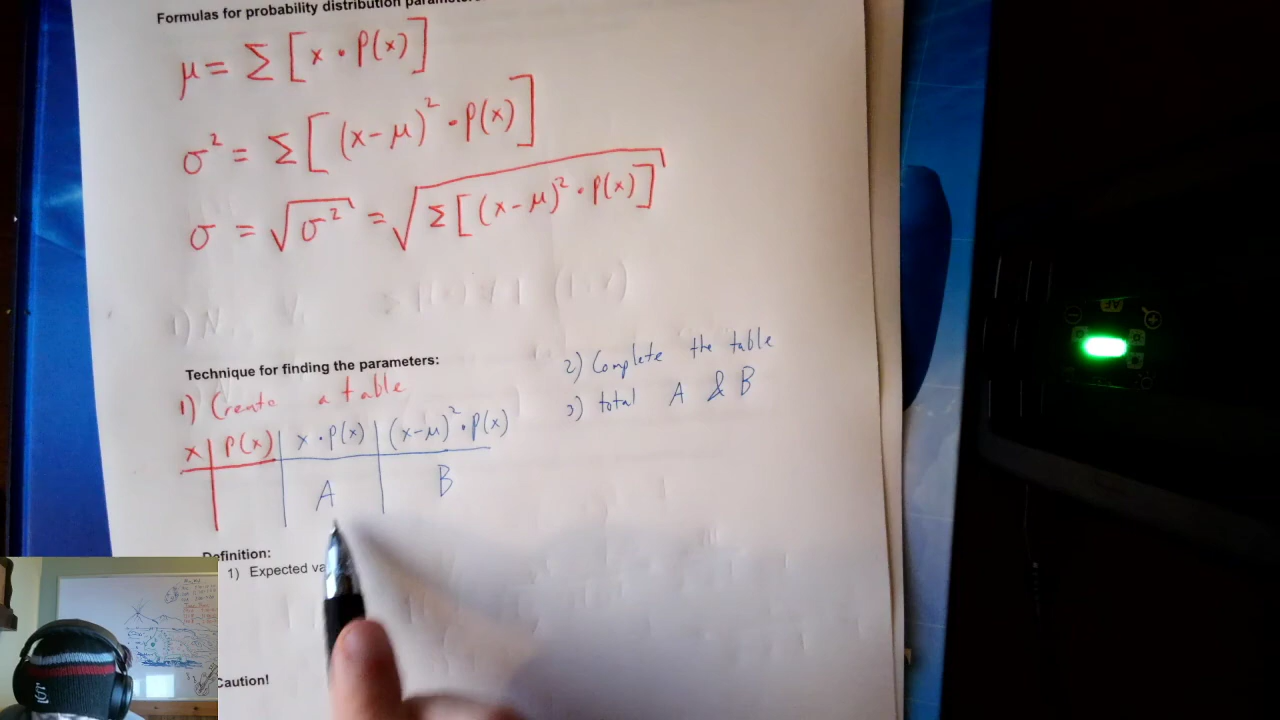 Formulas for probability distribution
μ = Σ [x · P(x)]
σ² = Σ [(x-μ)² · P(x)]
σ = √σ² = √Σ[(x-μ)² · P(x)]
Technique for finding the parameters:
1) Create a table
x | P(x) | x · P(x) | (x-μ)² · P(x)
A B
2) Complete the table
3) total A & B
Definition:
1) Expected
Caution!
AF